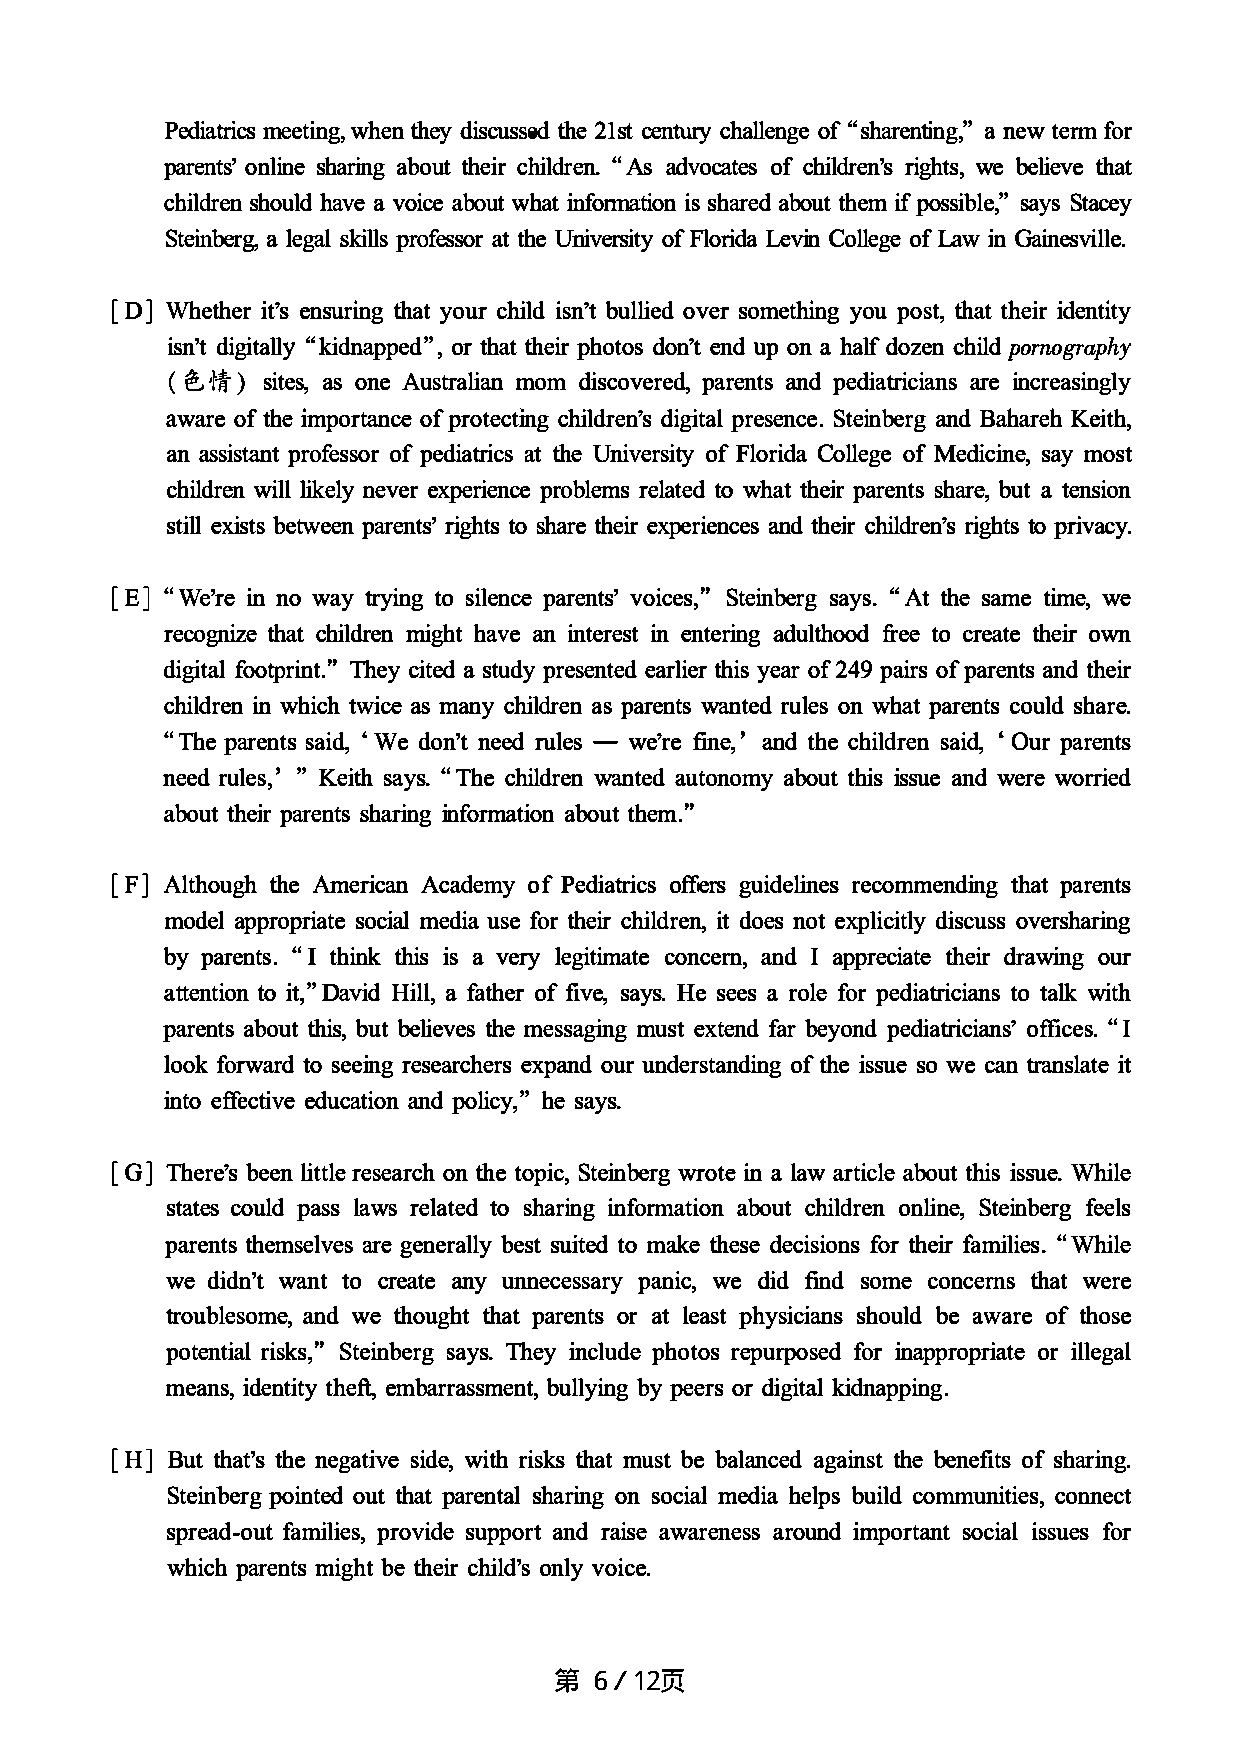 Pediatrics meeting, when they discussed the 21st century challenge of “sharenting,” a new term for
parents’ online sharing about their children. “As advocates of children’s rights, we believe that
children should have a voice about what information is shared about them if possible,” says Stacey
Steinberg, a legal skills professor at the University of Florida Levin College of Law in Gainesville.
[D] Whether it’s ensuring that your child isn’t bullied over something you post, that their identity
isn’t digitally “kidnapped”, or that their photos don’t end up on a half dozen child pornography
(色情) sites, as one Australian mom discovered, parents and pediatricians are increasingly
aware of the importance of protecting children’s digital presence. Steinberg and Bahareh Keith,
an assistant professor of pediatrics at the University of Florida College of Medicine, say most
children will likely never experience problems related to what their parents share, but a tension
still exists between parents’ rights to share their experiences and their children’s rights to privacy.
[E] “We’re in no way trying to silence parents’ voices,” Steinberg says. “At the same time, we
recognize that children might have an interest in entering adulthood free to create their own
digital footprint.” They cited a study presented earlier this year of 249 pairs of parents and their
children in which twice as many children as parents wanted rules on what parents could share.
“The parents said, ‘We don’t need rules — we’re fine,’ and the children said, ‘Our parents
need rules,’” Keith says. “The children wanted autonomy about this issue and were worried
about their parents sharing information about them.”
[F] Although the American Academy of Pediatrics offers guidelines recommending that parents
model appropriate social media use for their children, it does not explicitly discuss oversharing
by parents. “I think this is a very legitimate concern, and I appreciate their drawing our
attention to it,”David Hill, a father of five, says. He sees a role for pediatricians to talk with
parents about this, but believes the messaging must extend far beyond pediatricians’ offices. “I
look forward to seeing researchers expand our understanding of the issue so we can translate it
into effective education and policy,” he says.
[G] There’s been little research on the topic, Steinberg wrote in a law article about this issue. While
states could pass laws related to sharing information about children online, Steinberg feels
parents themselves are generally best suited to make these decisions for their families. “While
we didn’t want to create any unnecessary panic, we did find some concerns that were
troublesome, and we thought that parents or at least physicians should be aware of those
potential risks,” Steinberg says. They include photos repurposed for inappropriate or illegal
means, identity theft, embarrassment, bullying by peers or digital kidnapping.
[H] But that’s the negative side, with risks that must be balanced against the benefits of sharing.
Steinberg pointed out that parental sharing on social media helps build communities, connect
spread-out families, provide support and raise awareness around important social issues for
which parents might be their child’s only voice.
第 6 / 12页